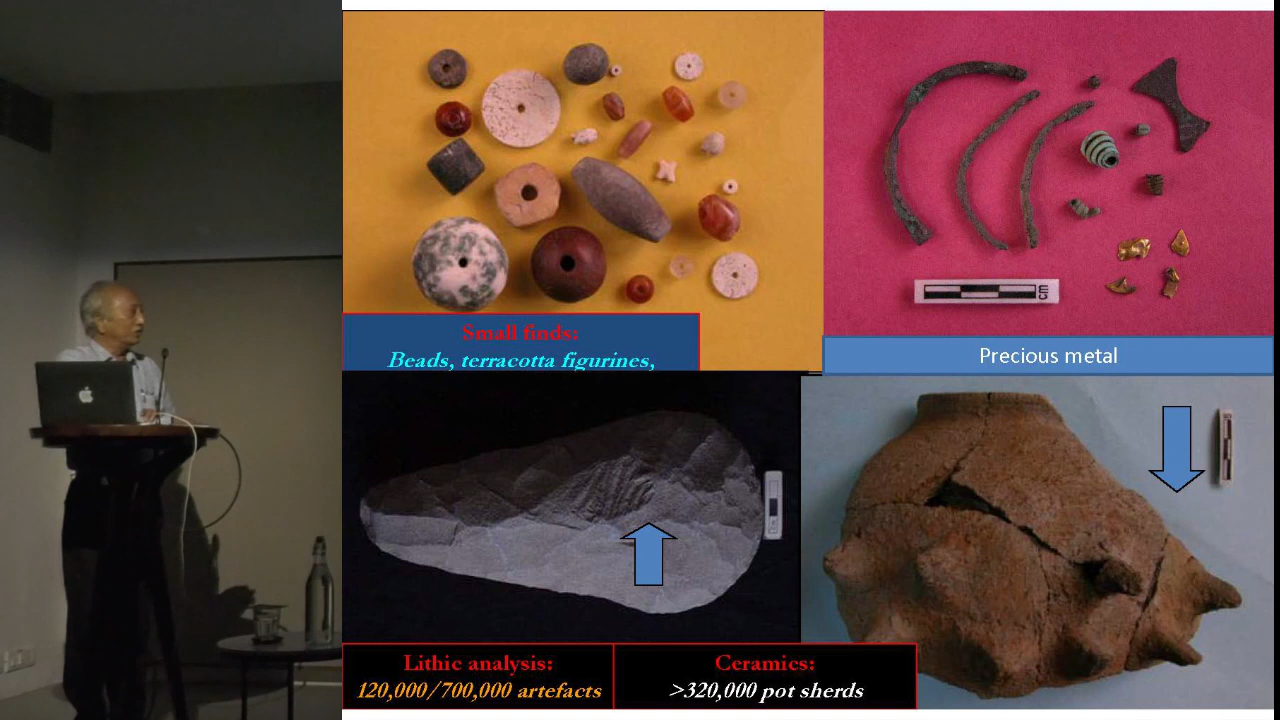 Small finds:
Beads, terracotta figurines,
Precious metal
cm
Lithic analysis:
120,000/700,000 artefacts
Ceramics:
>320,000 pot sherds